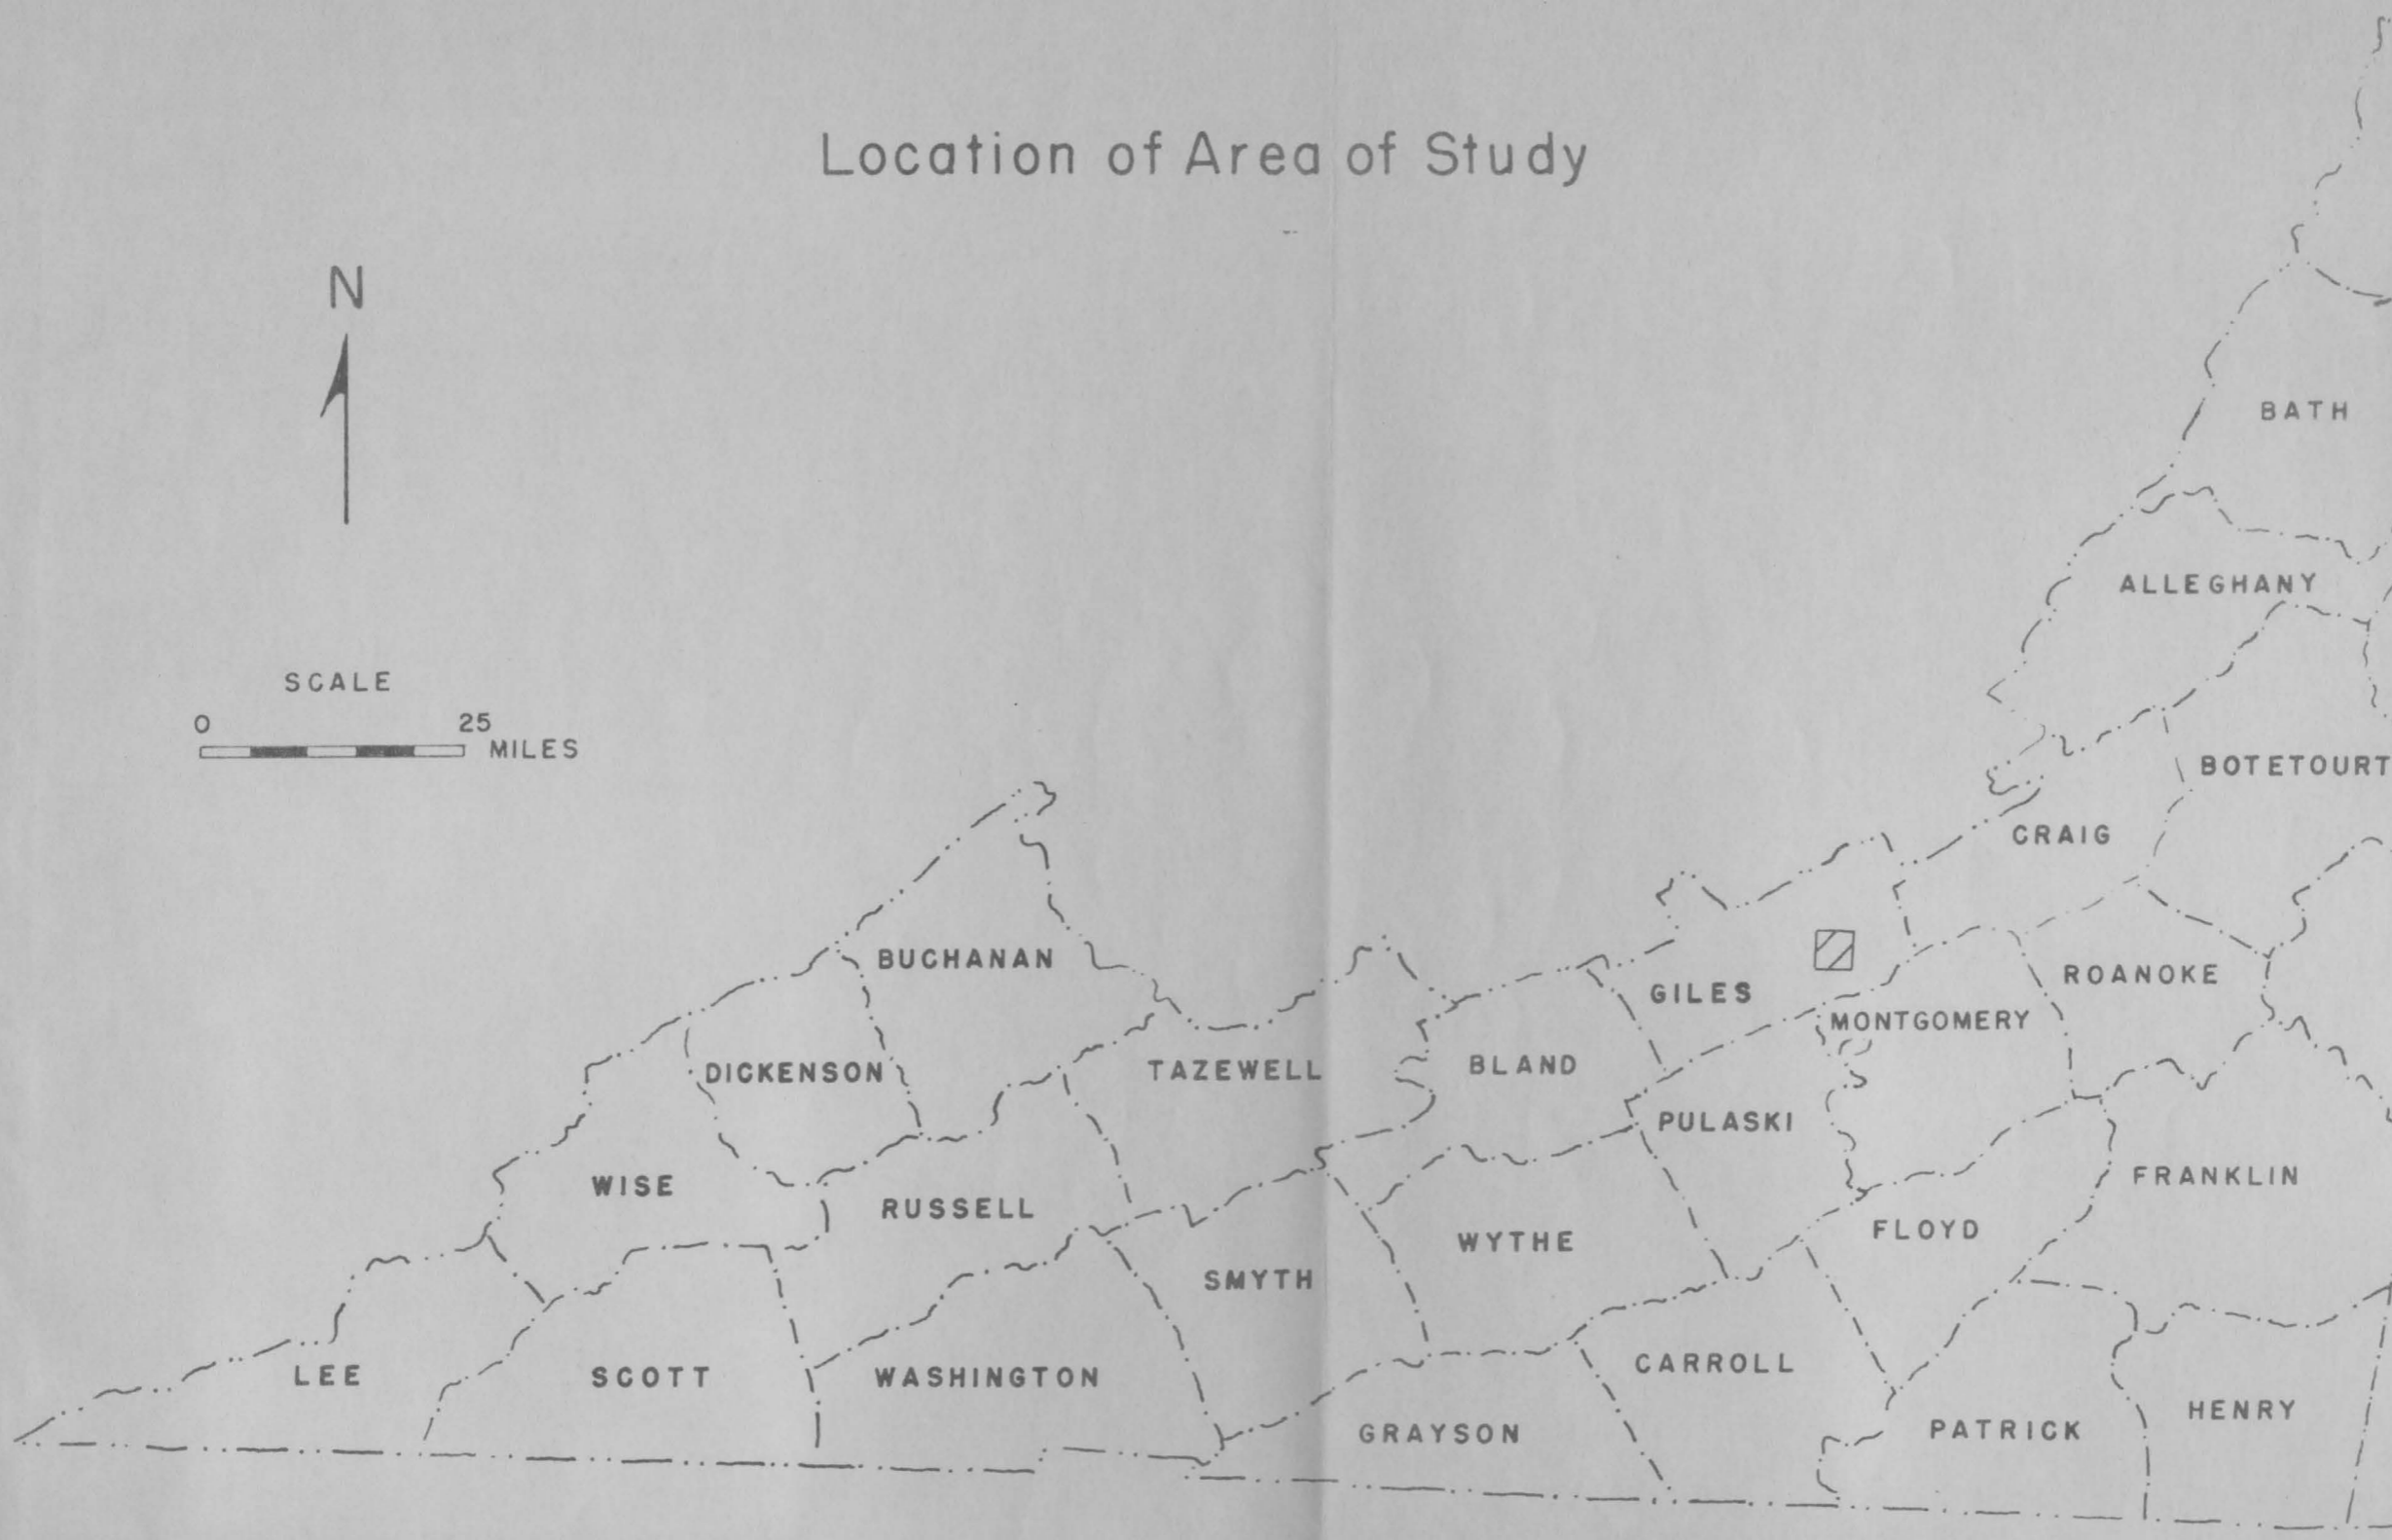 Location of Area of Study
N
BATH
ALLEGHANY
SCALE
0 25
MILES
BOTETOURT
CRAIG
BUCHANAN
GILES
ROANOKE
MONTGOMERY
DICKENSON
TAZEWELL
BLAND
PULASKI
WISE
RUSSELL
FRANKLIN
WYTHE
FLOYD
SMYTH
LEE
SCOTT
WASHINGTON
CARROLL
GRAYSON
PATRICK
HENRY